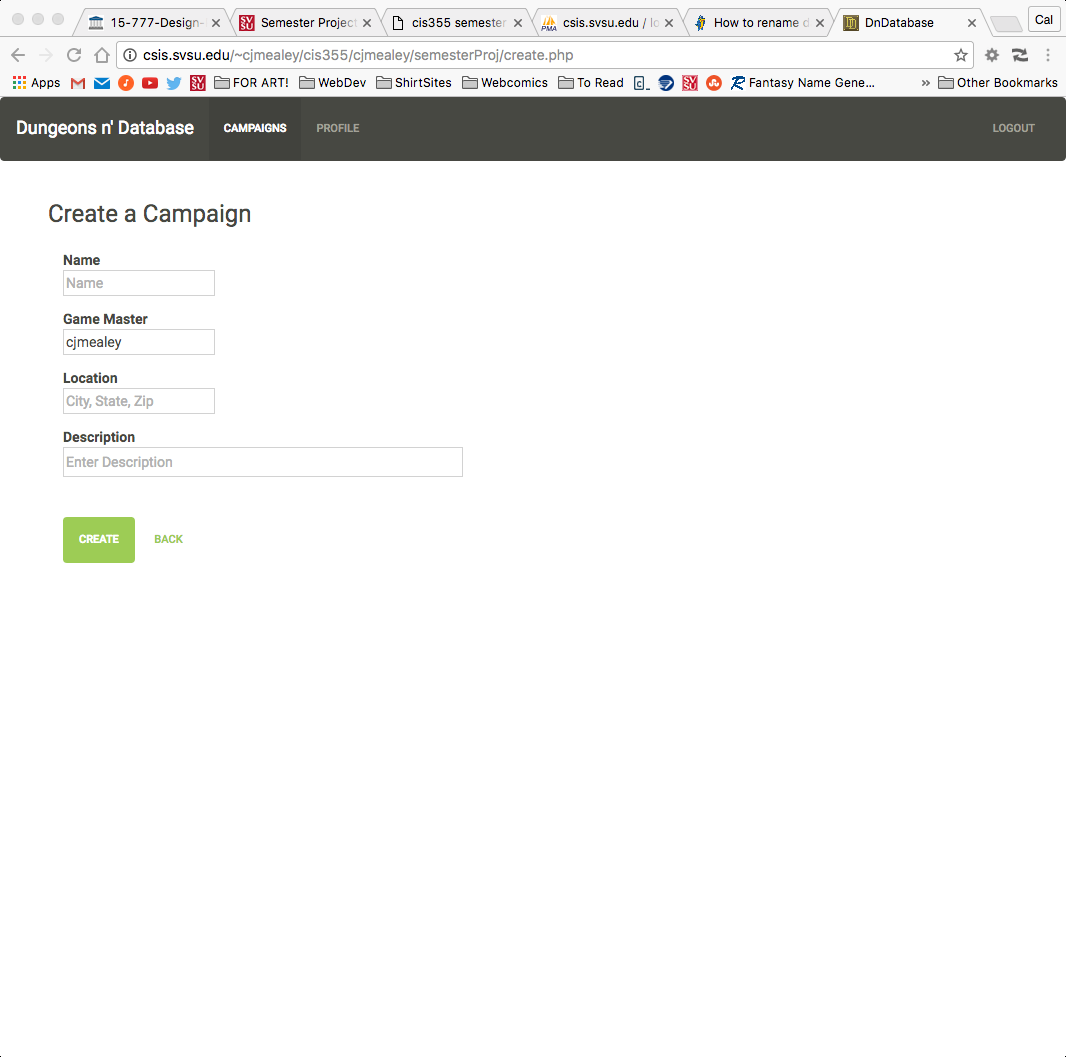 15-777-Design- Semester Project cis355 semester csis.svsu.edu / lo How to rename d DnDatabase Cal
csis.svsu.edu/~cjmealey/cis355/cjmealey/semesterProj/create.php
Apps FOR ART! WebDev ShirtSites Webcomics To Read Fantasy Name Gene... » Other Bookmarks
Dungeons n' Database CAMPAIGNS PROFILE LOGOUT
Create a Campaign
Name
Name
Game Master
cjmealey
Location
City, State, Zip
Description
Enter Description
CREATE BACK